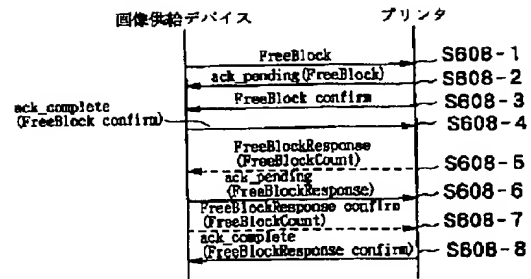 画像供給デバイス
プリンタ
FreeBlock
S608-1
ack_pending(FreeBlock)
S608-2
FreeBlock confirm
S608-3
ack_complete
(FreeBlock confirm)
S608-4
FreeBlockResponse
(FreeBlockCount)
S608-5
ack_pending
(FreeBlockResponse)
S608-6
FreeBlockResponse confirm
(FreeBlockCount)
S608-7
ack_complete
(FreeBlockResponse confirm)
S608-8